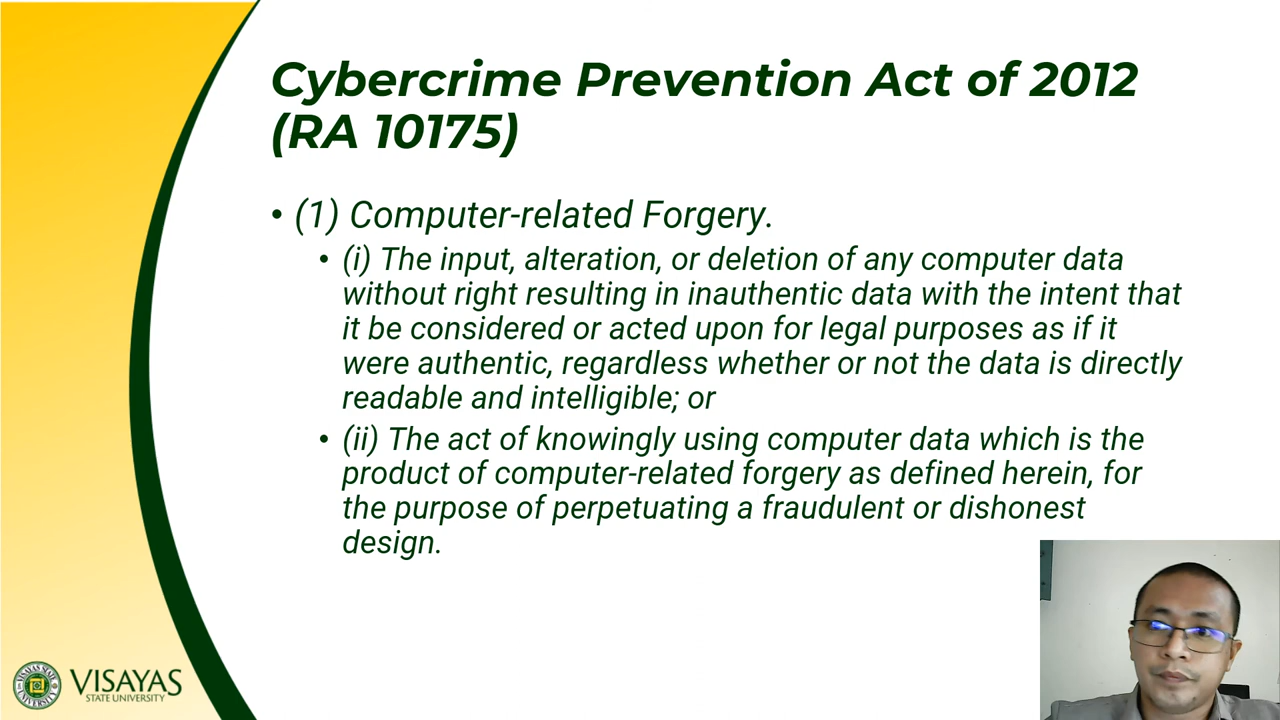 Cybercrime Prevention Act of 2012
(RA 10175)
• (1) Computer-related Forgery.
• (i) The input, alteration, or deletion of any computer data
without right resulting in inauthentic data with the intent that
it be considered or acted upon for legal purposes as if it
were authentic, regardless whether or not the data is directly
readable and intelligible; or
• (ii) The act of knowingly using computer data which is the
product of computer-related forgery as defined herein, for
the purpose of perpetuating a fraudulent or dishonest
design.
VISAYAS
STATE UNIVERSITY